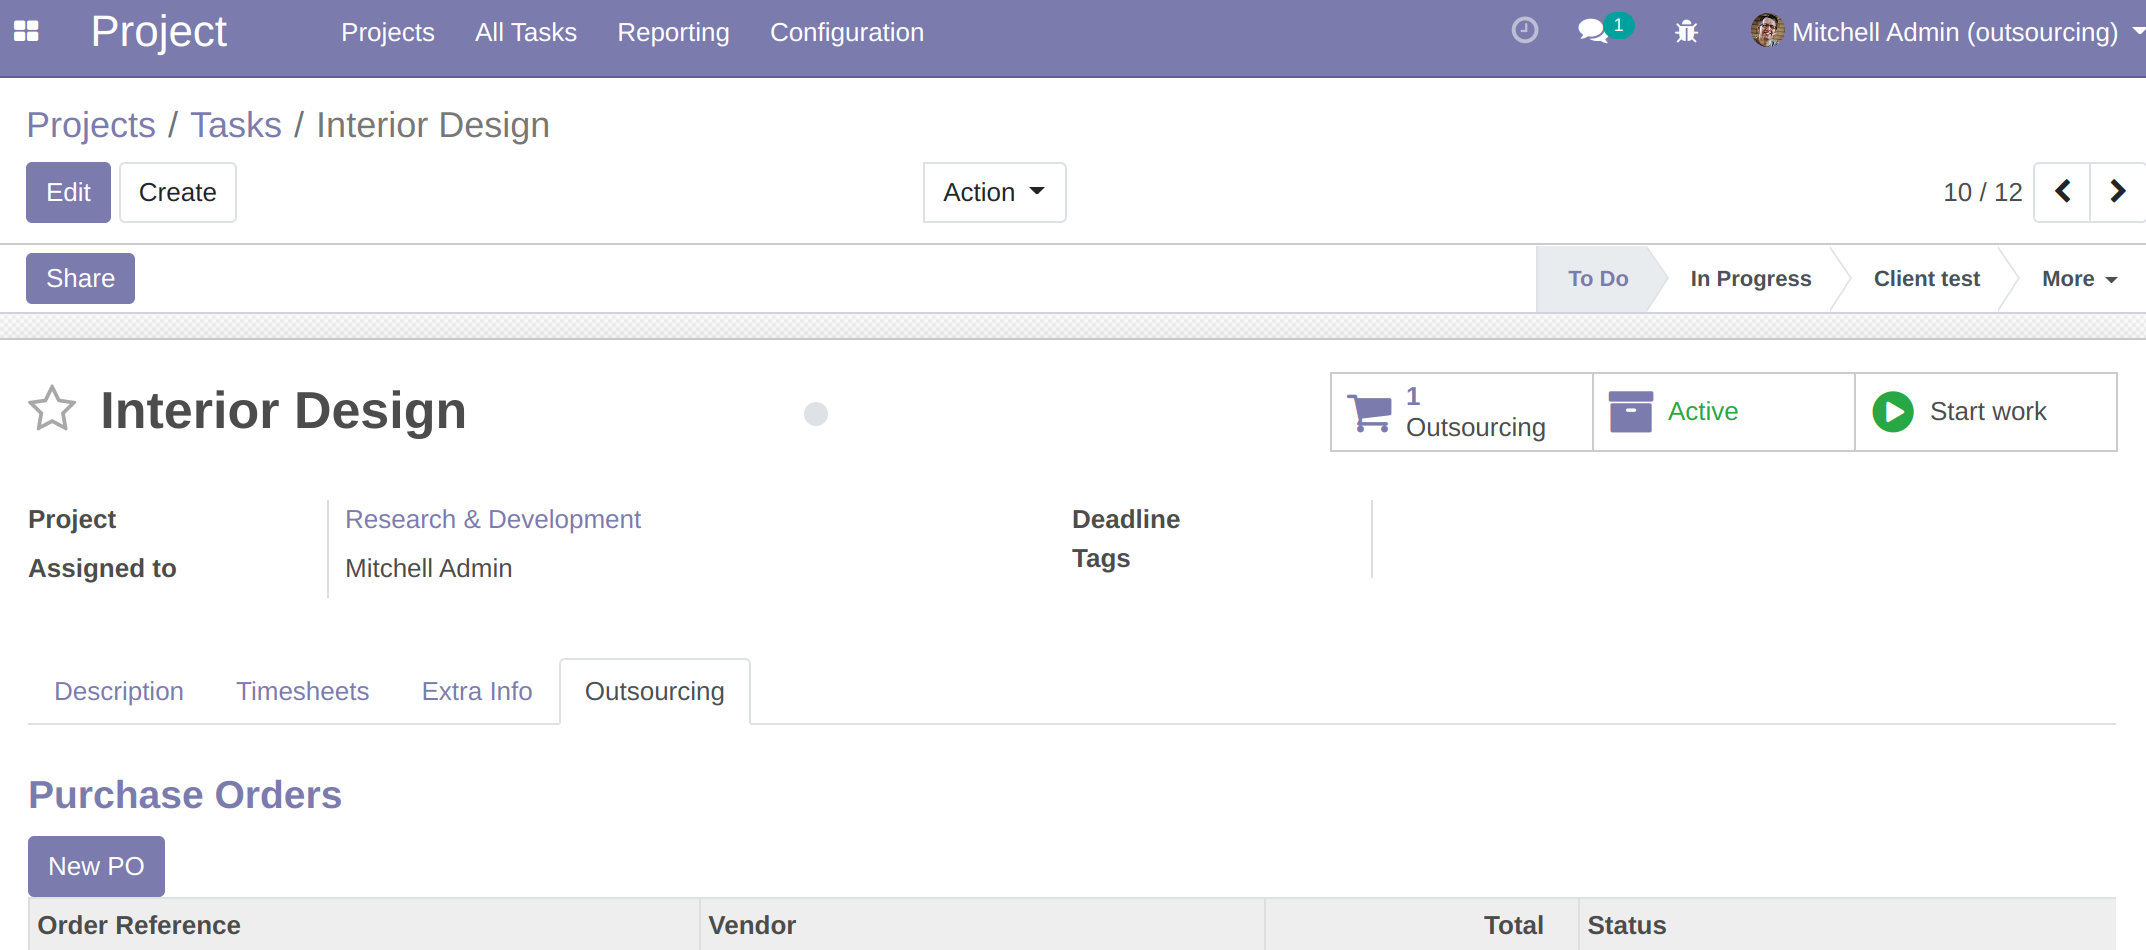 Project Projects All Tasks Reporting Configuration 1 Mitchell Admin (outsourcing)
Projects / Tasks / Interior Design
Edit Create Action 10 / 12
Share To Do In Progress Client test More
Interior Design
1
Outsourcing
Active
Start work
Project Research & Development
Assigned to Mitchell Admin
Deadline
Tags
Description Timesheets Extra Info Outsourcing
Purchase Orders
New PO
Order Reference Vendor Total Status